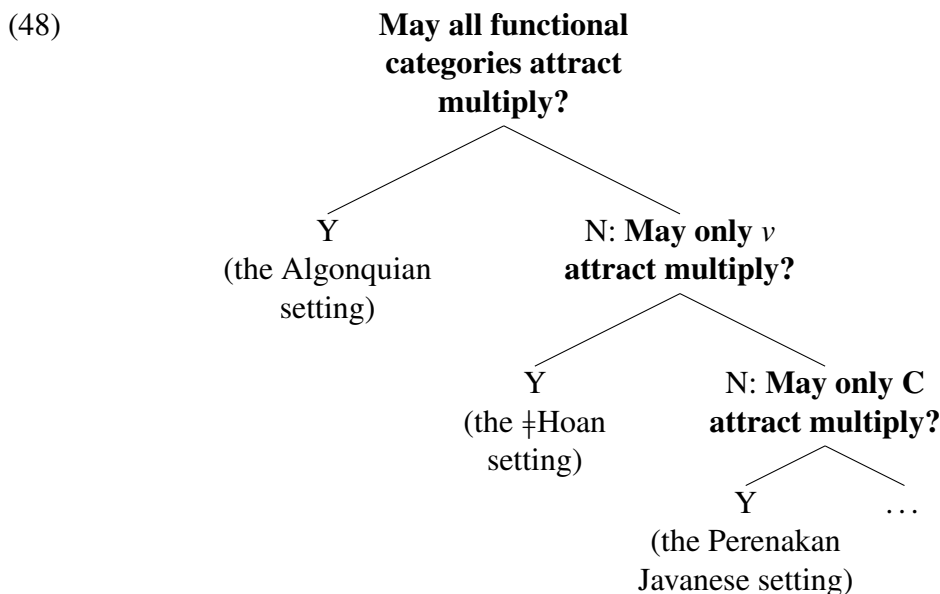 (48) May all functional
categories attract
multiply?
Y N: May only v
(the Algonquian attract multiply?
setting)
Y N: May only C
(the ǂHoan attract multiply?
setting)
Y ...
(the Perenakan
Javanese setting)